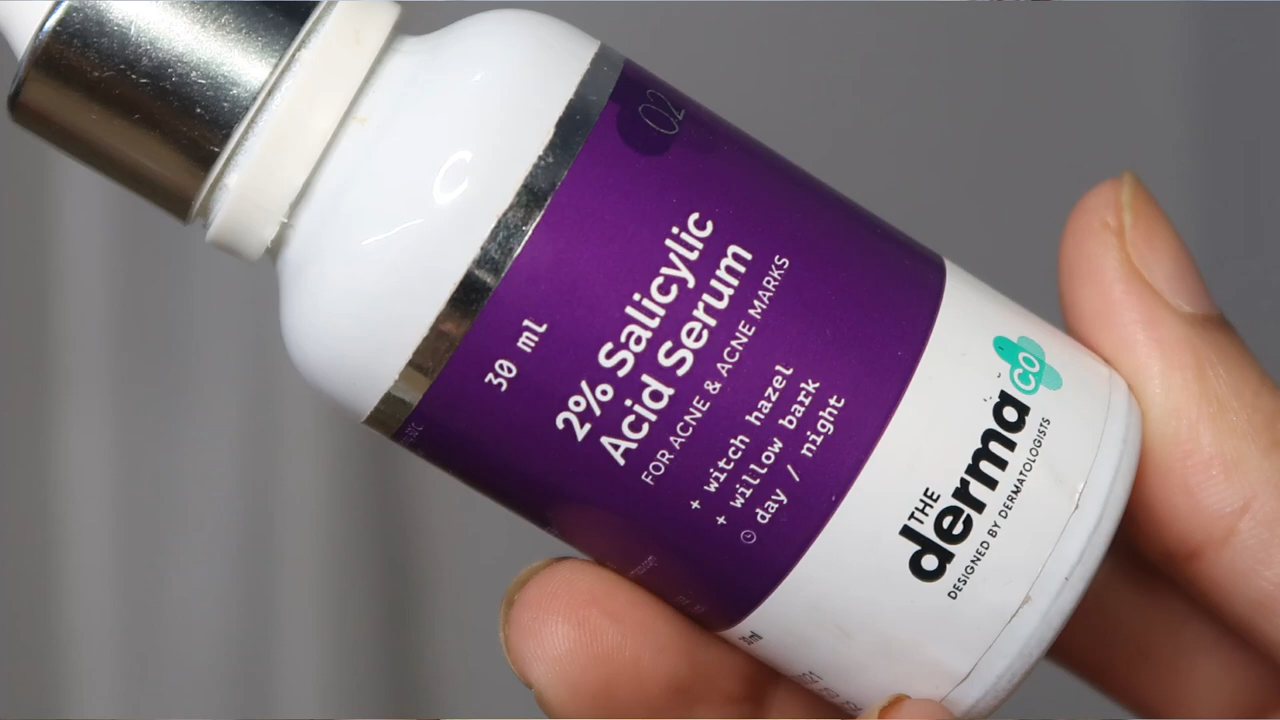 02
30 ml
2% Salicylic
Acid Serum
FOR ACNE & ACNE MARKS
+ witch hazel
+ willow bark
day / night
THE
derma
co
DESIGNED BY DERMATOLOGISTS